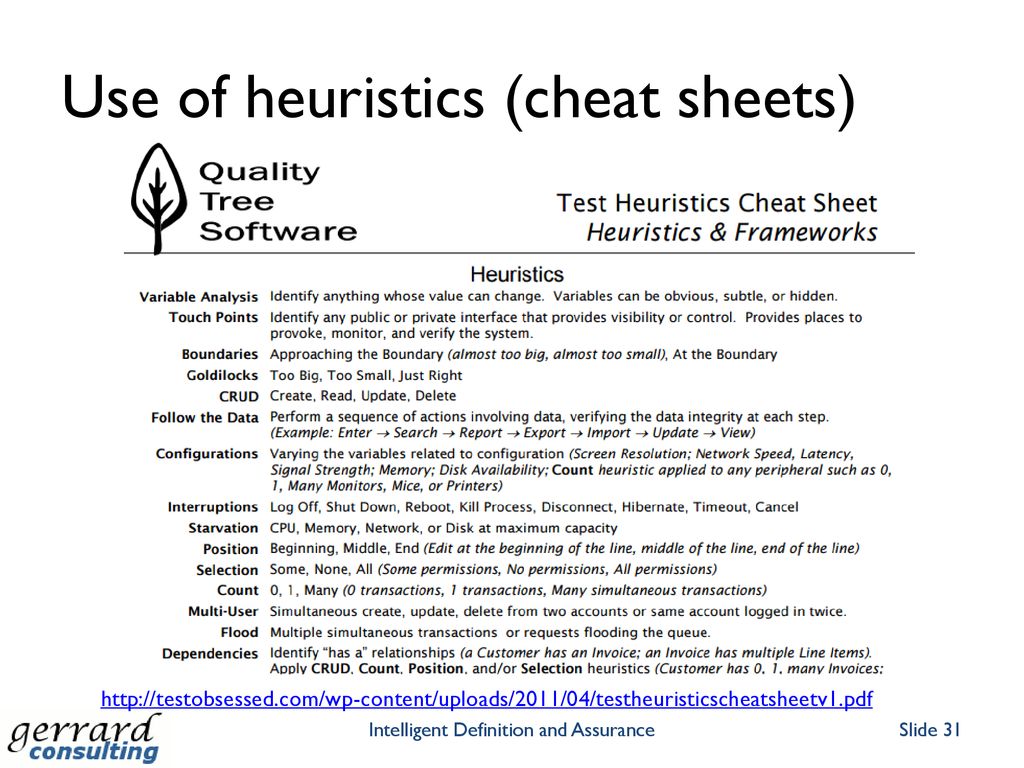 Use of heuristics (cheat sheets)
Quality
Tree
Software
Test Heuristics Cheat Sheet
Heuristics & Frameworks
Heuristics
Variable Analysis Identify anything whose value can change. Variables can be obvious, subtle, or hidden.
Touch Points Identify any public or private interface that provides visibility or control. Provides places to
provoke, monitor, and verify the system.
Boundaries Approaching the Boundary (almost too big, almost too small), At the Boundary
Goldilocks Too Big, Too Small, Just Right
CRUD Create, Read, Update, Delete
Follow the Data Perform a sequence of actions involving data, verifying the data integrity at each step.
(Example: Enter → Search → Report → Export → Import → Update → View)
Configurations Varying the variables related to configuration (Screen Resolution; Network Speed, Latency,
Signal Strength; Memory; Disk Availability; Count heuristic applied to any peripheral such as 0,
1, Many Monitors, Mice, or Printers)
Interruptions Log Off, Shut Down, Reboot, Kill Process, Disconnect, Hibernate, Timeout, Cancel
Starvation CPU, Memory, Network, or Disk at maximum capacity
Position Beginning, Middle, End (Edit at the beginning of the line, middle of the line, end of the line)
Selection Some, None, All (Some permissions, No permissions, All permissions)
Count 0, 1, Many (0 transactions, 1 transactions, Many simultaneous transactions)
Multi-User Simultaneous create, update, delete from two accounts or same account logged in twice.
Flood Multiple simultaneous transactions or requests flooding the queue.
Dependencies Identify “has a” relationships (a Customer has an Invoice; an Invoice has multiple Line Items).
Apply CRUD, Count, Position, and/or Selection heuristics (Customer has 0, 1, many Invoices;
http://testobsessed.com/wp-content/uploads/2011/04/testheuristicscheatsheetv1.pdf
gerrard
consulting
Intelligent Definition and Assurance
Slide 31